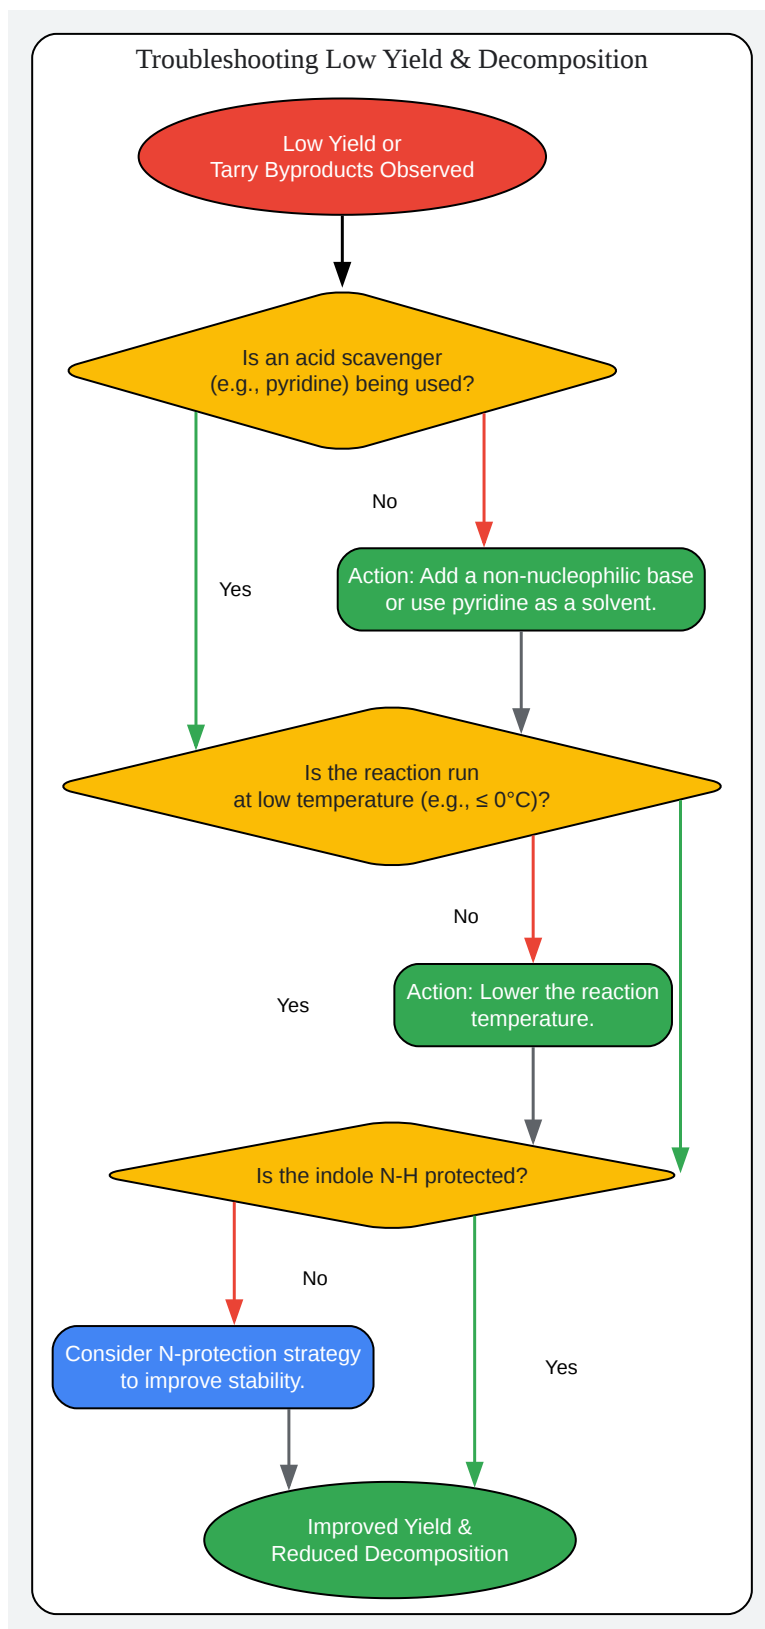 Troubleshooting Low Yield & Decomposition
Low Yield or
Tarry Byproducts Observed
Is an acid scavenger
(e.g., pyridine) being used?
No
Action: Add a non-nucleophilic base
or use pyridine as a solvent.
Yes
Is the reaction run
at low temperature (e.g., ≤ 0°C)?
No
Action: Lower the reaction
temperature.
Yes
Is the indole N-H protected?
No
Consider N-protection strategy
to improve stability.
Yes
Improved Yield &
Reduced Decomposition